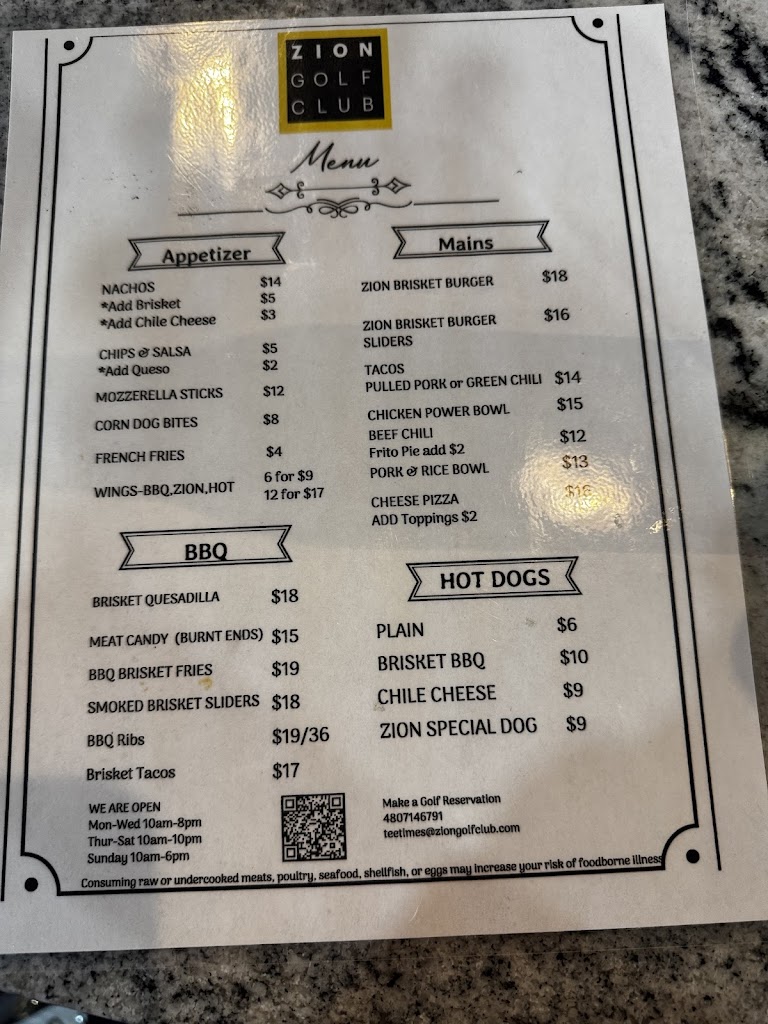 ZION
GOLF
CLUB
Menu
Appetizer
NACHOS $14
*Add Brisket $5
*Add Chile Cheese $3
CHIPS & SALSA $5
*Add Queso $2
MOZZERELLA STICKS $12
CORN DOG BITES $8
FRENCH FRIES $4
WINGS-BBQ,ZION,HOT 6 for $9
12 for $17
Mains
ZION BRISKET BURGER $18
ZION BRISKET BURGER $16
SLIDERS
TACOS
PULLED PORK or GREEN CHILI $14
CHICKEN POWER BOWL $15
BEEF CHILI $12
Frito Pie add $2
PORK & RICE BOWL $13
CHEESE PIZZA $16
ADD Toppings $2
BBQ
BRISKET QUESADILLA $18
MEAT CANDY (BURNT ENDS) $15
BBQ BRISKET FRIES $19
SMOKED BRISKET SLIDERS $18
BBQ Ribs $19/36
Brisket Tacos $17
HOT DOGS
PLAIN $6
BRISKET BBQ $10
CHILE CHEESE $9
ZION SPECIAL DOG $9
WE ARE OPEN
Mon-Wed 10am-8pm
Thur-Sat 10am-10pm
Sunday 10am-6pm
Make a Golf Reservation
4807146791
teetimes@ziongolfclub.com
Consuming raw or undercooked meats, poultry, seafood, shellfish, or eggs may increase your risk of foodborne illness